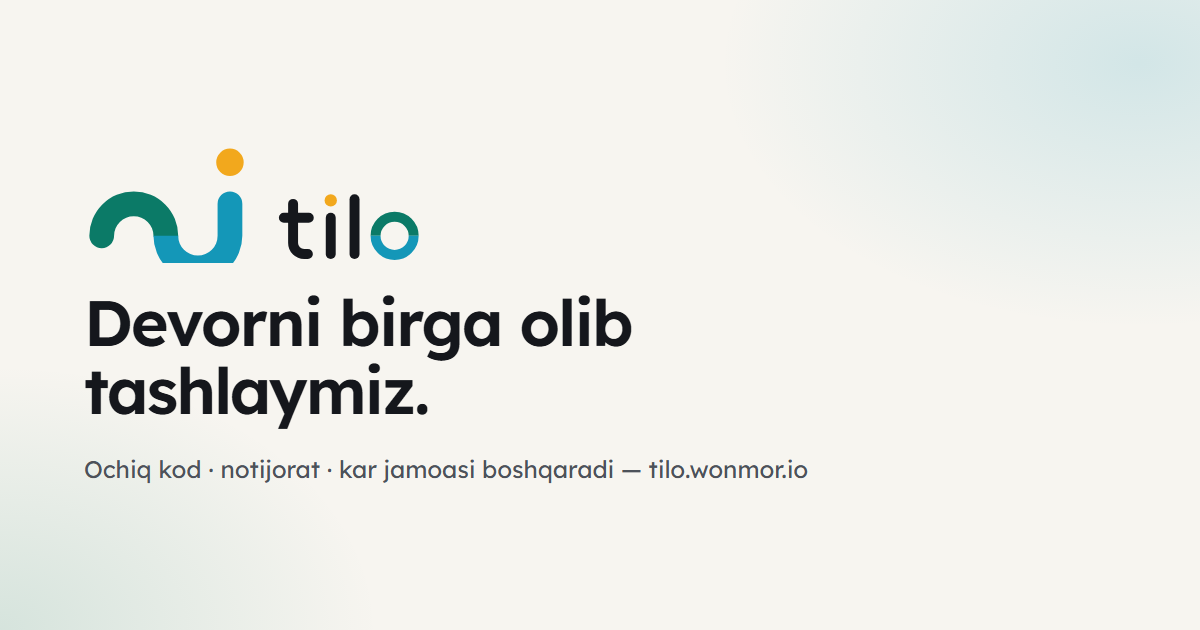 tilo
Devorni birga olib
tashlaymiz.
Ochiq kod · notijorat · kar jamoasi boshqaradi — tilo.wonmor.io